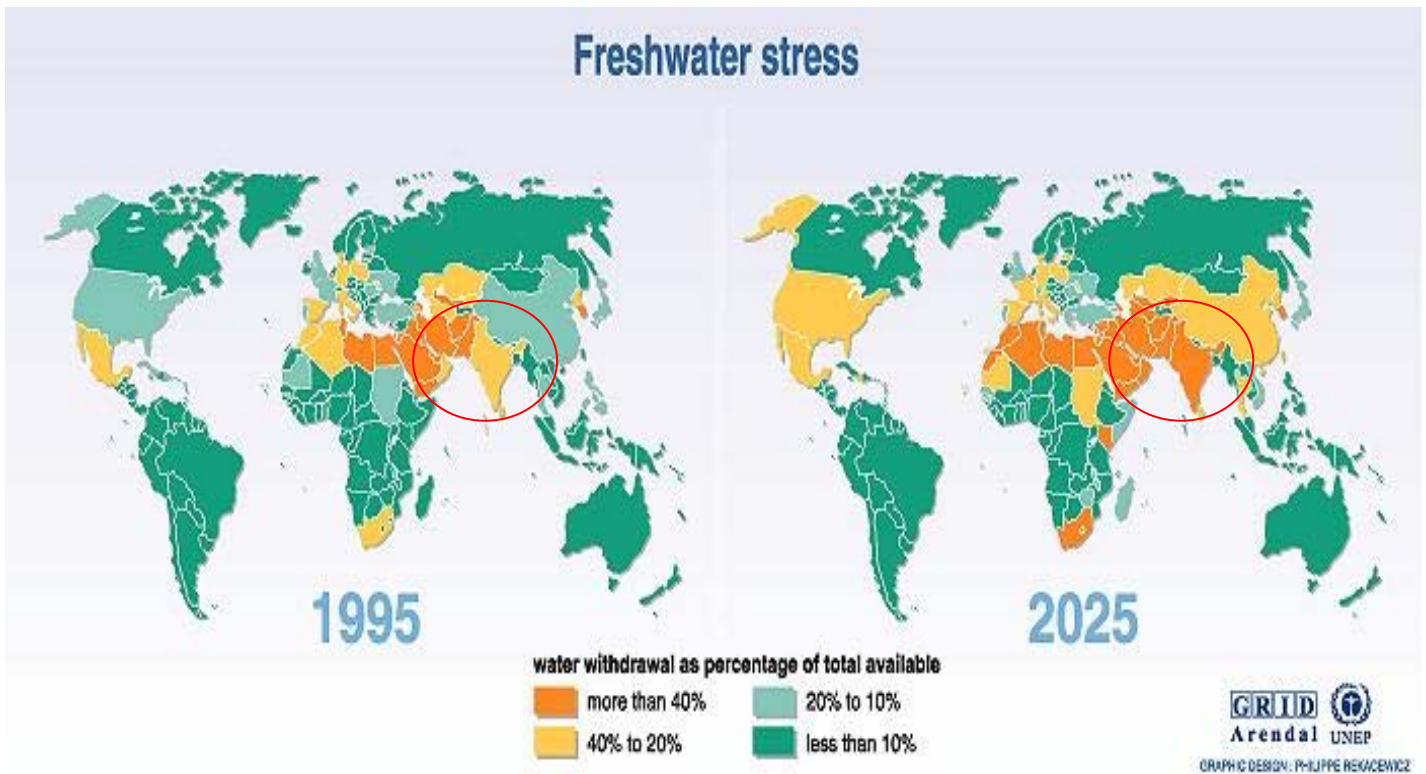 Freshwater stress
1995
2025
water withdrawal as percentage of total available
more than 40%
20% to 10%
40% to 20%
less than 10%
GRID
Arendal
UNEP
GRAPHIC DESIGN : PHILIPPE REKACEWICZ